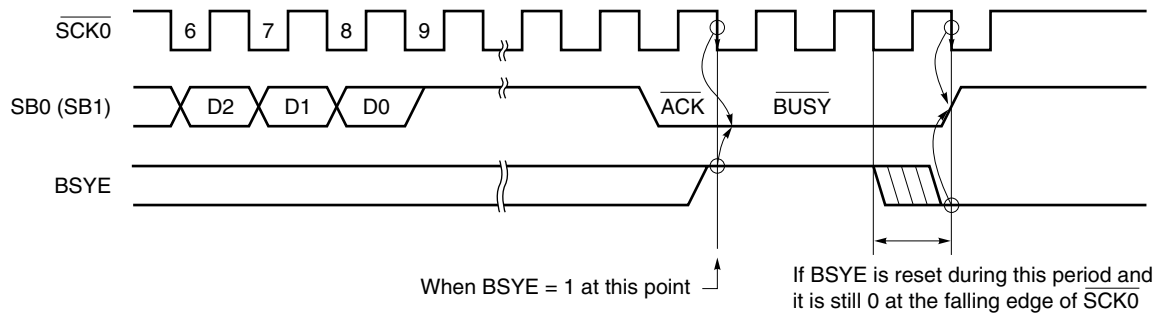 SCK0 6 7 8 9
SB0 (SB1) D2 D1 D0 ACK BUSY
BSYE
When BSYE = 1 at this point
If BSYE is reset during this period and
it is still 0 at the falling edge of SCK0